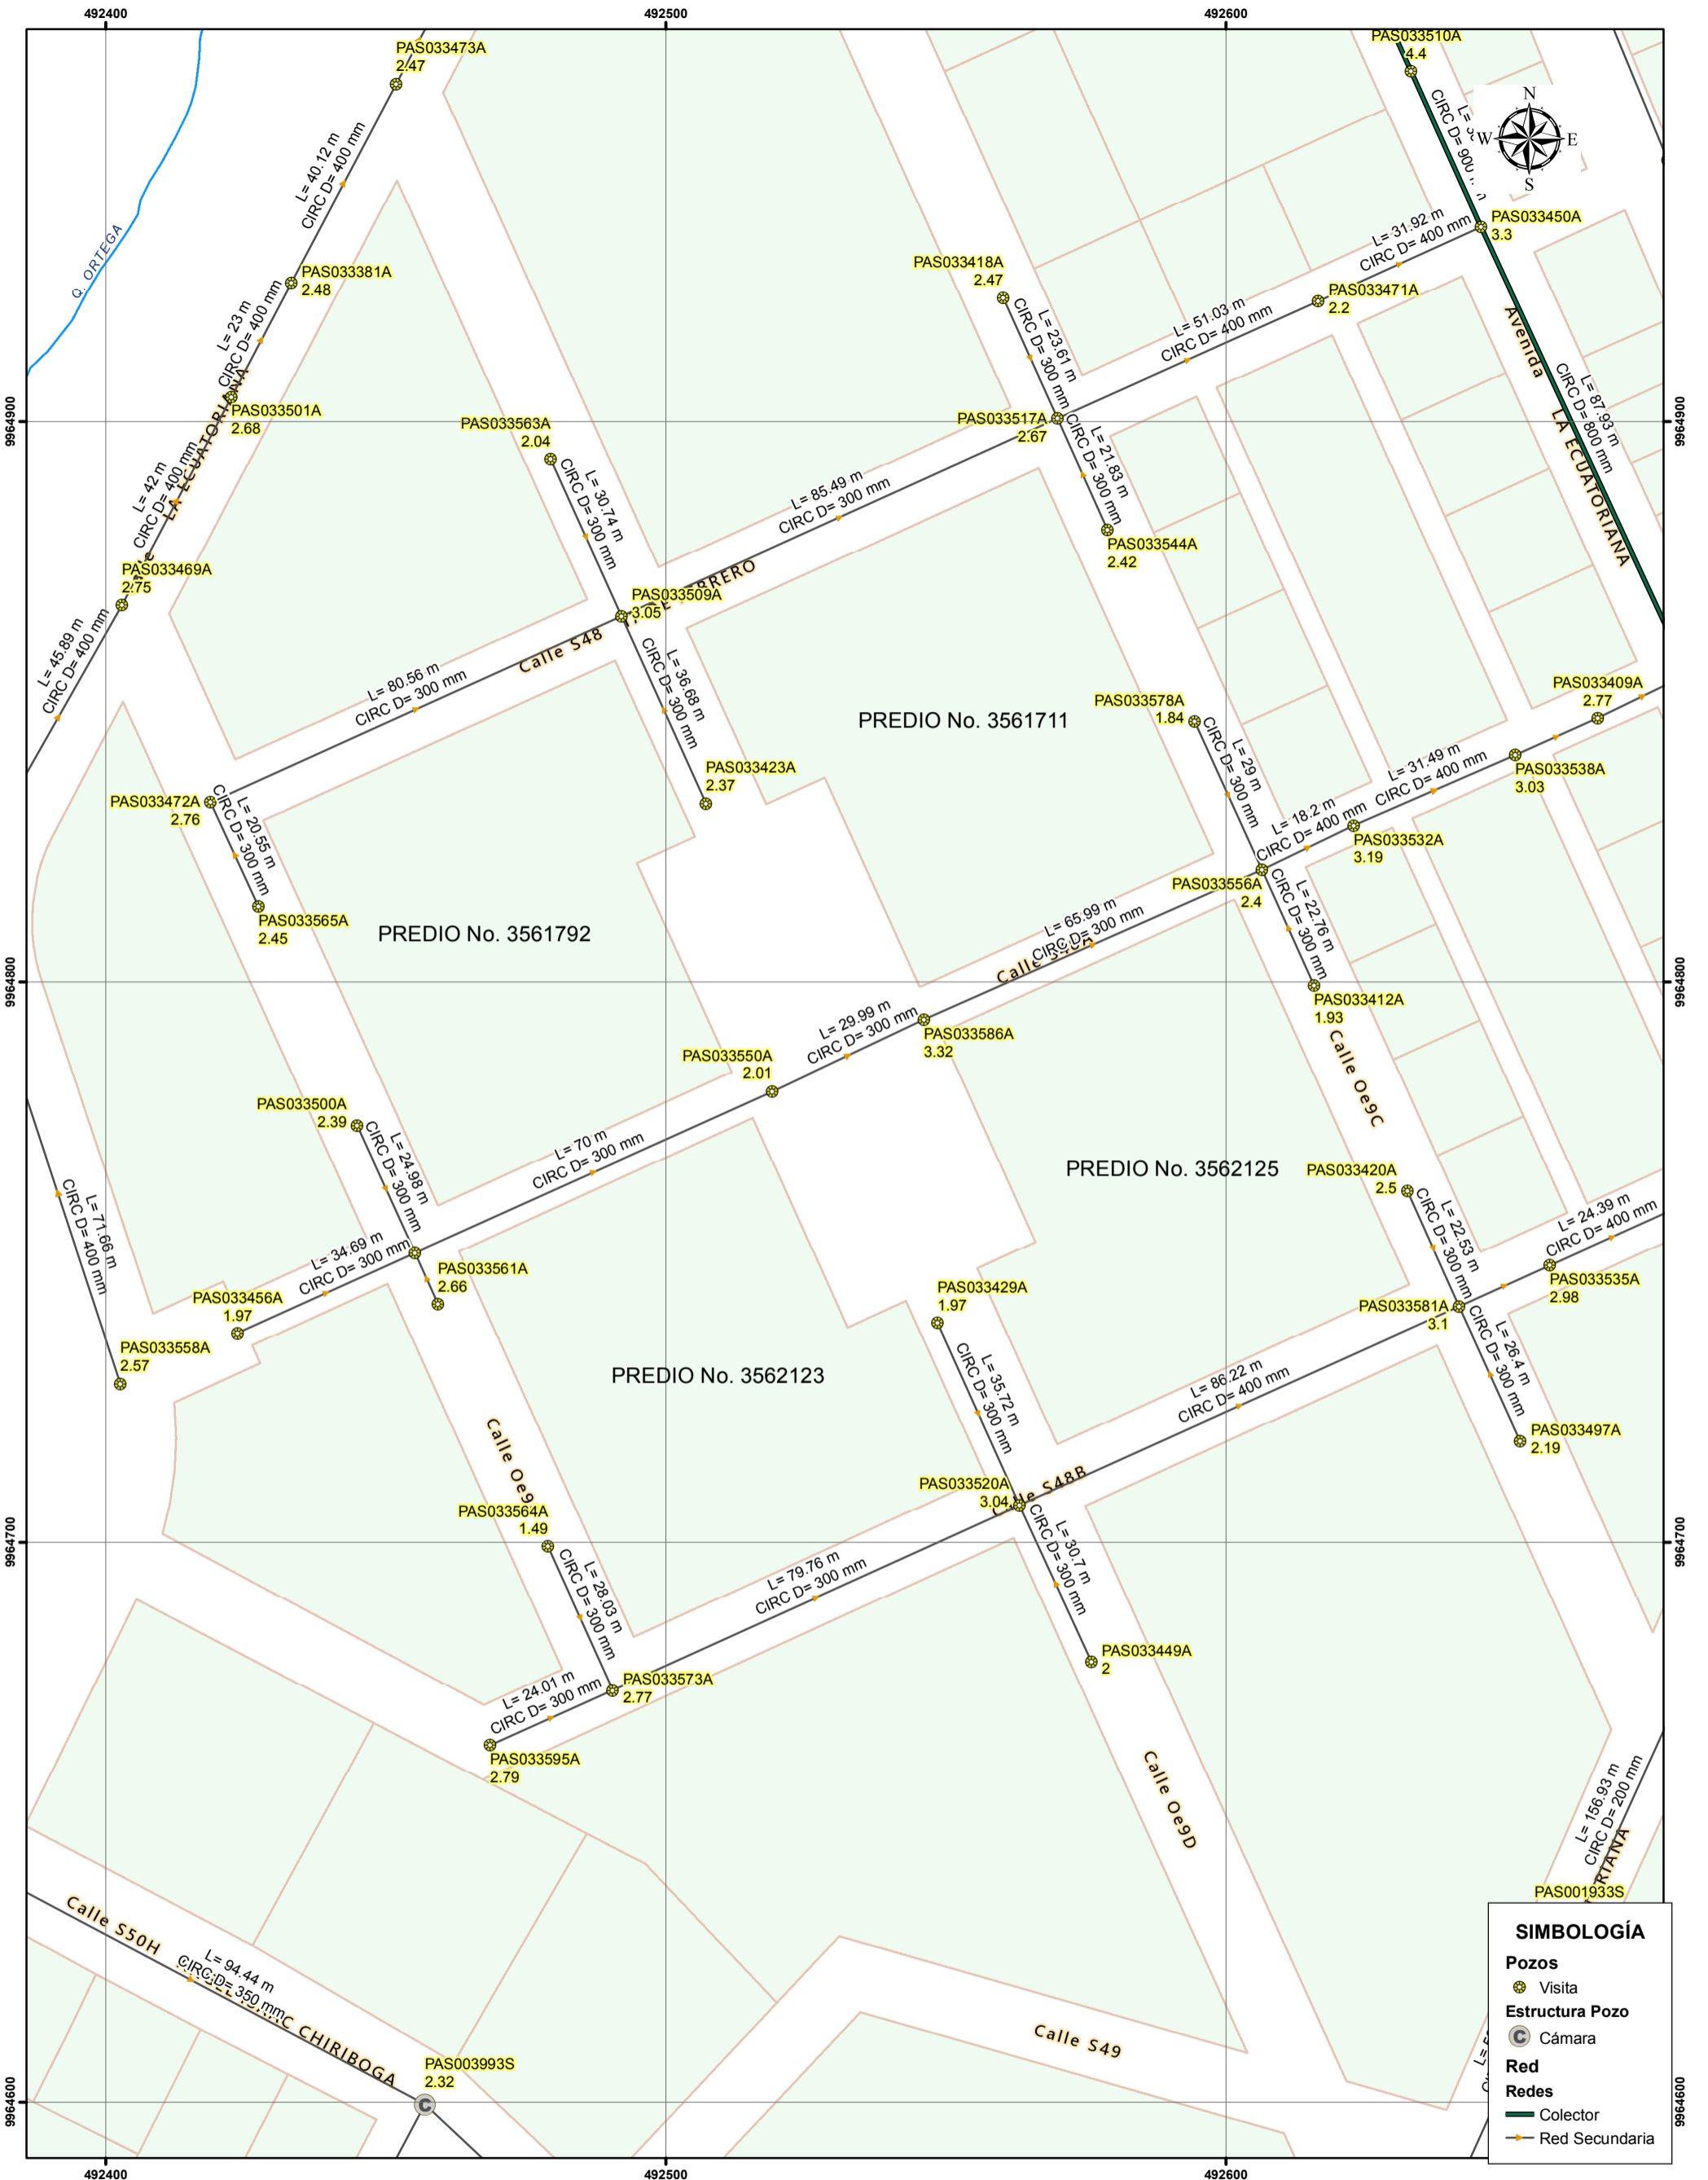 492400
492500
492600
PAS033473A
2.47
PAS033510A
4.4
N
W
E
S
L= 40.12 m
CIRC D= 400 mm
Q. ORTEGA
PAS033381A
2.48
PAS033418A
2.47
L= 31.92 m
CIRC D= 400 mm
PAS033450A
3.3
PAS033471A
2.2
L= 23 m
CIRC D= 400 mm
L= 23.61 m
CIRC D= 300 mm
L= 51.03 m
CIRC D= 400 mm
Avenida
LA ECUATORIANA
L= 87.93 m
CIRC D= 800 mm
PAS033501A
2.68
9964900
9964900
PAS033563A
2.04
PAS033517A
2.67
L= 42 m
CIRC D= 400 mm
LA ECUATORIANA
L= 30.74 m
CIRC D= 300 mm
L= 85.49 m
CIRC D= 300 mm
L= 21.83 m
CIRC D= 300 mm
PAS033544A
2.42
PAS033469A
2.75
PAS033509A
3.05
Calle S48
L= 45.89 m
CIRC D= 400 mm
L= 80.56 m
CIRC D= 300 mm
L= 36.68 m
CIRC D= 300 mm
PREDIO No. 3561711
PAS033578A
1.84
PAS033409A
2.77
PAS033423A
2.37
L= 29 m
CIRC D= 300 mm
L= 31.49 m
CIRC D= 400 mm
PAS033538A
3.03
PAS033472A
2.76
L= 20.55 m
CIRC D= 300 mm
L= 18.2 m
CIRC D= 400 mm
PAS033532A
3.19
PAS033556A
2.4
PAS033565A
2.45
PREDIO No. 3561792
L= 65.99 m
CIRC D= 300 mm
Calle S48A
L= 22.76 m
CIRC D= 300 mm
9964800
9964800
PAS033412A
1.93
L= 29.99 m
CIRC D= 300 mm
PAS033586A
3.32
PAS033550A
2.01
Calle Oe9C
PAS033500A
2.39
L= 24.98 m
CIRC D= 300 mm
L= 70 m
CIRC D= 300 mm
PREDIO No. 3562125
PAS033420A
2.5
L= 71.66 m
CIRC D= 400 mm
L= 22.53 m
CIRC D= 300 mm
L= 24.39 m
CIRC D= 400 mm
L= 34.69 m
CIRC D= 300 mm
PAS033561A
2.66
PAS033535A
2.98
PAS033456A
1.97
PAS033429A
1.97
PAS033581A
3.1
PAS033558A
2.57
PREDIO No. 3562123
L= 35.72 m
CIRC D= 300 mm
L= 86.22 m
CIRC D= 400 mm
L= 26.4 m
CIRC D= 300 mm
PAS033497A
2.19
Calle Oe9
PAS033520A
3.04
Calle S48B
PAS033564A
1.49
9964700
9964700
L= 28.03 m
CIRC D= 300 mm
L= 79.76 m
CIRC D= 300 mm
L= 30.7 m
CIRC D= 300 mm
PAS033449A
2
L= 24.01 m
CIRC D= 300 mm
PAS033573A
2.77
PAS033595A
2.79
Calle Oe9D
L= 156.93 m
CIRC D= 200 mm
PAS001933S
Calle S50H
L= 94.44 m
CIRC D= 350 mm
CHIRIBOGA
Calle S49
PAS003993S
2.32
C
9964600
9964600
SIMBOLOGÍA
Pozos
Visita
Estructura Pozo
C
Cámara
Red
Redes
Colector
Red Secundaria
492400
492500
492600